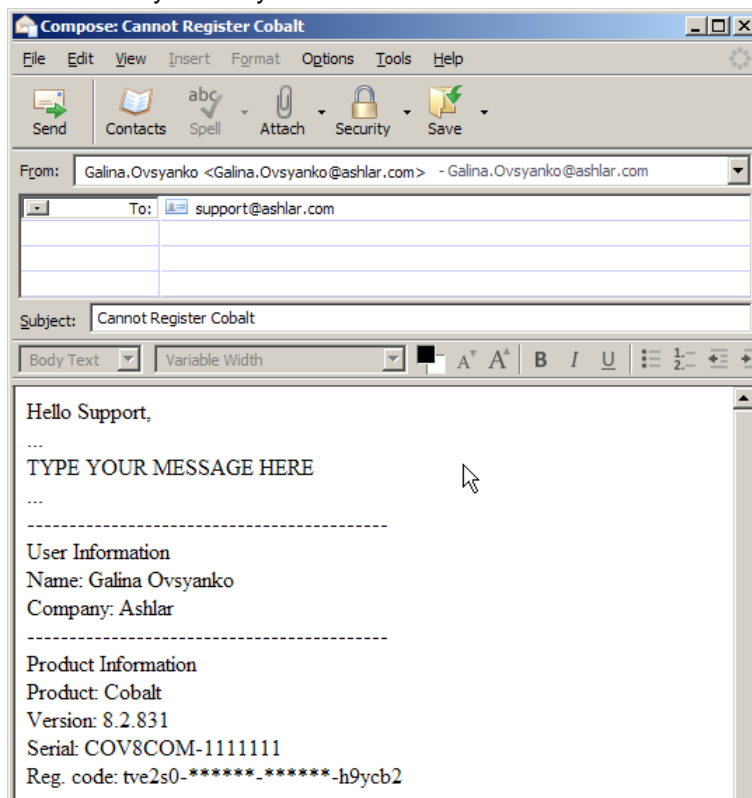 Compose: Cannot Register Cobalt
File Edit View Insert Format Options Tools Help
abc
Send Contacts Spell Attach Security Save
From: Galina.Ovsyanko <Galina.Ovsyanko@ashlar.com> - Galina.Ovsyanko@ashlar.com
To: support@ashlar.com
Subject: Cannot Register Cobalt
Body Text Variable Width A A B I U
Hello Support,
...
TYPE YOUR MESSAGE HERE
...
------------------------------------------
User Information
Name: Galina Ovsyanko
Company: Ashlar
------------------------------------------
Product Information
Product: Cobalt
Version: 8.2.831
Serial: COV8COM-1111111
Reg. code: tve2s0-******-******-h9ycb2